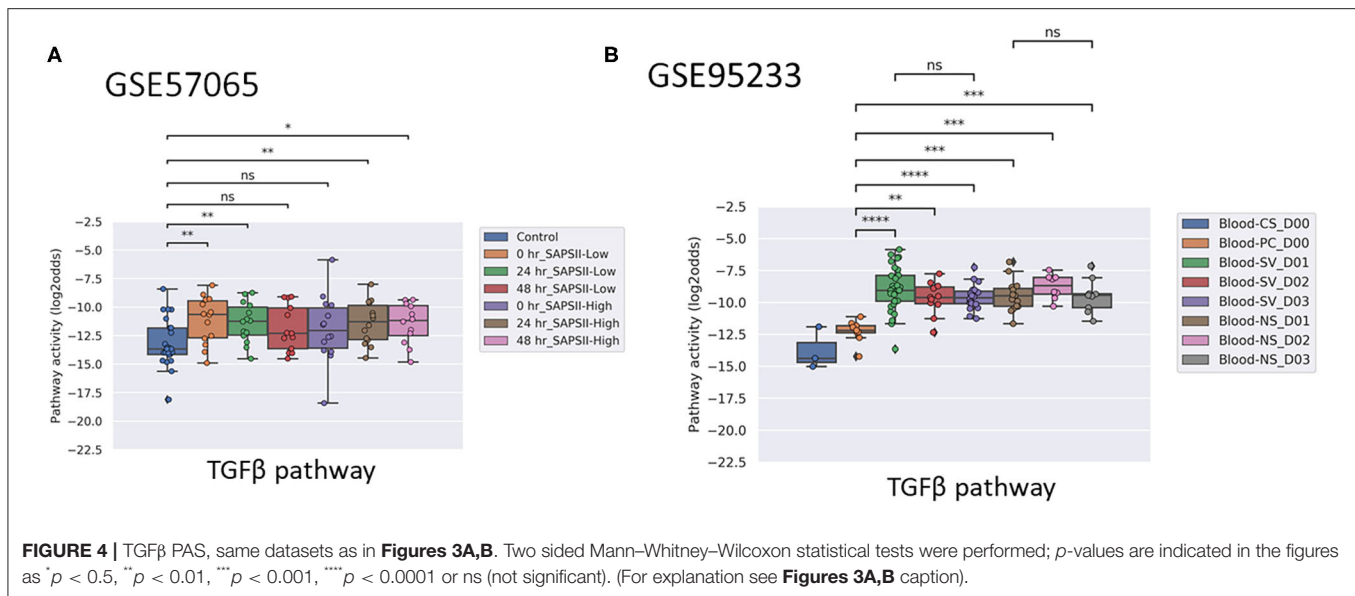 A
GSE57065
*
**
ns
ns
**
**
Pathway activity (log2odds)
−2.5
−5.0
−7.5
−10.0
−12.5
−15.0
−17.5
−20.0
−22.5
TGFβ pathway
Control
0 hr_SAPSII-Low
24 hr_SAPSII-Low
48 hr_SAPSII-Low
0 hr_SAPSII-High
24 hr_SAPSII-High
48 hr_SAPSII-High
B
GSE95233
ns
ns
***
***
***
****
**
****
Pathway activity (log2odds)
−2.5
−5.0
−7.5
−10.0
−12.5
−15.0
−17.5
−20.0
−22.5
TGFβ pathway
Blood-CS_D00
Blood-PC_D00
Blood-SV_D01
Blood-SV_D02
Blood-SV_D03
Blood-NS_D01
Blood-NS_D02
Blood-NS_D03
FIGURE 4 | TGFβ PAS, same datasets as in Figures 3A,B. Two sided Mann–Whitney–Wilcoxon statistical tests were performed; p-values are indicated in the figures
as *p < 0.5, **p < 0.01, ***p < 0.001, ****p < 0.0001 or ns (not significant). (For explanation see Figures 3A,B caption).